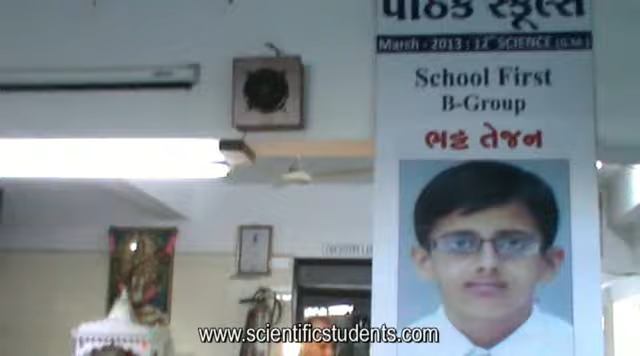 પાઠક સ્કૂલ્સ
March - 2013 : 12th SCIENCE (G.M.)
School First
B-Group
ભટ્ટ તેજન
www.scientificstudents.com